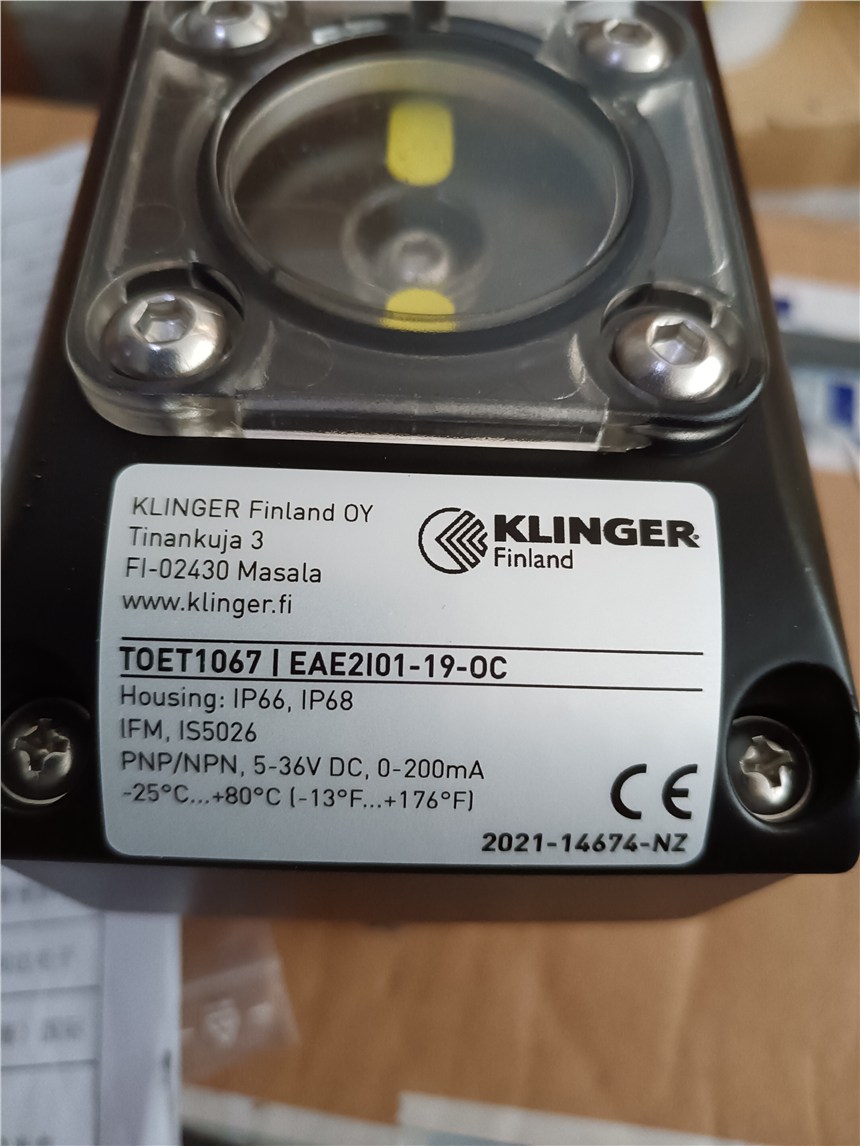 KLINGER Finland OY
Tinankuja 3
FI-02430 Masala
www.klinger.fi
KLINGER
Finland
TOET1067 | EAE2I01-19-OC
Housing: IP66, IP68
IFM, IS5026
PNP/NPN, 5-36V DC, 0-200mA
-25°C...+80°C (-13°F...+176°F)
CE
2021-14674-NZ